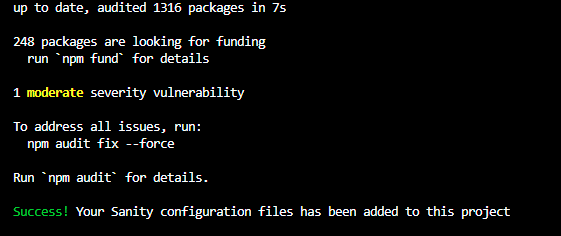 up to date, audited 1316 packages in 7s
248 packages are looking for funding
run `npm fund` for details
1 moderate severity vulnerability
To address all issues, run:
npm audit fix --force
Run `npm audit` for details.
Success! Your Sanity configuration files has been added to this project